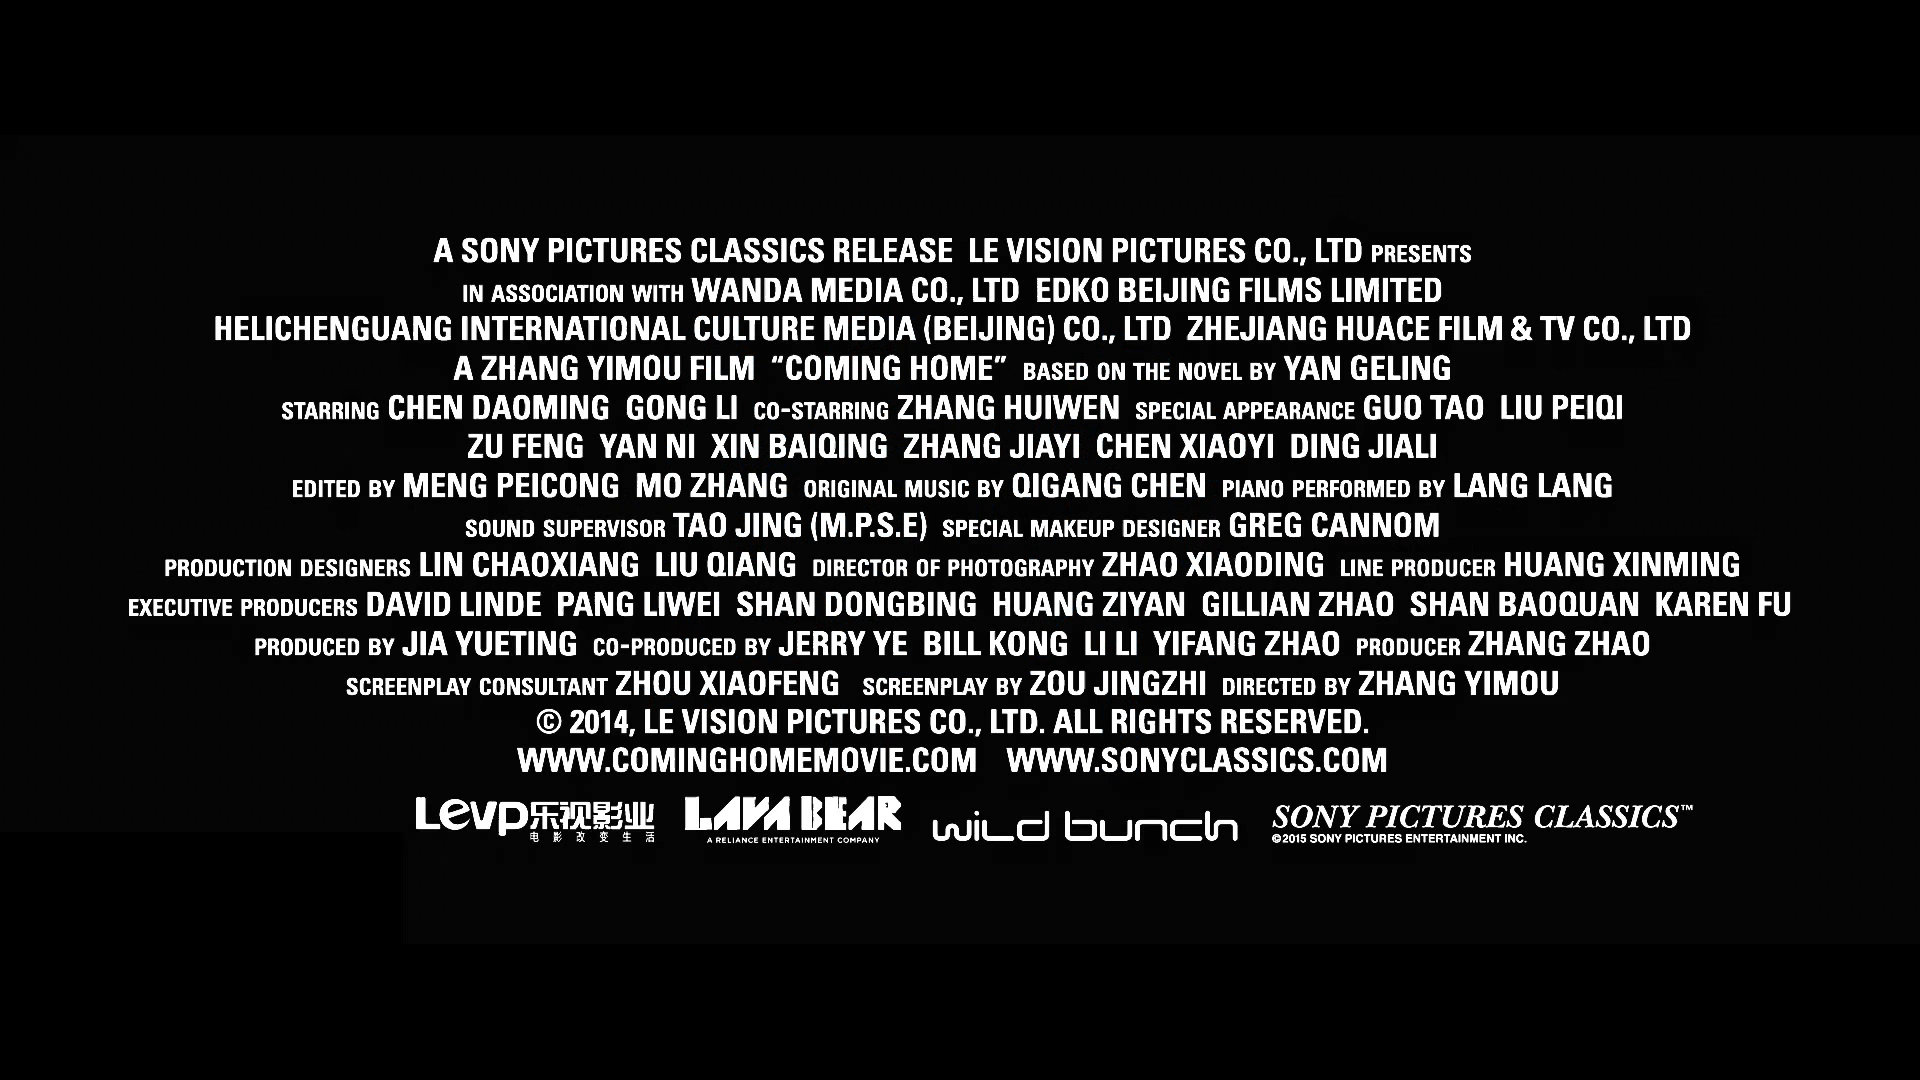 A SONY PICTURES CLASSICS RELEASE LE VISION PICTURES CO., LTD PRESENTS
IN ASSOCIATION WITH WANDA MEDIA CO., LTD EDKO BEIJING FILMS LIMITED
HELICHENGUANG INTERNATIONAL CULTURE MEDIA (BEIJING) CO., LTD ZHEJIANG HUACE FILM & TV CO., LTD
A ZHANG YIMOU FILM “COMING HOME” BASED ON THE NOVEL BY YAN GELING
STARRING CHEN DAOMING GONG LI CO-STARRING ZHANG HUIWEN SPECIAL APPEARANCE GUO TAO LIU PEIQI
ZU FENG YAN NI XIN BAIQING ZHANG JIAYI CHEN XIAOYI DING JIALI
EDITED BY MENG PEICONG MO ZHANG ORIGINAL MUSIC BY QIGANG CHEN PIANO PERFORMED BY LANG LANG
SOUND SUPERVISOR TAO JING (M.P.S.E) SPECIAL MAKEUP DESIGNER GREG CANNOM
PRODUCTION DESIGNERS LIN CHAOXIANG LIU QIANG DIRECTOR OF PHOTOGRAPHY ZHAO XIAODING LINE PRODUCER HUANG XINMING
EXECUTIVE PRODUCERS DAVID LINDE PANG LIWEI SHAN DONGBING HUANG ZIYAN GILLIAN ZHAO SHAN BAOQUAN KAREN FU
PRODUCED BY JIA YUETING CO-PRODUCED BY JERRY YE BILL KONG LI LI YIFANG ZHAO PRODUCER ZHANG ZHAO
SCREENPLAY CONSULTANT ZHOU XIAOFENG SCREENPLAY BY ZOU JINGZHI DIRECTED BY ZHANG YIMOU
© 2014, LE VISION PICTURES CO., LTD. ALL RIGHTS RESERVED.
WWW.COMINGHOMEMOVIE.COM WWW.SONYCLASSICS.COM
Levp乐视影业 LAVA BEAR wild bunch SONY PICTURES CLASSICS™
电影改变生活 A RELIANCE ENTERTAINMENT COMPANY ©2015 SONY PICTURES ENTERTAINMENT INC.